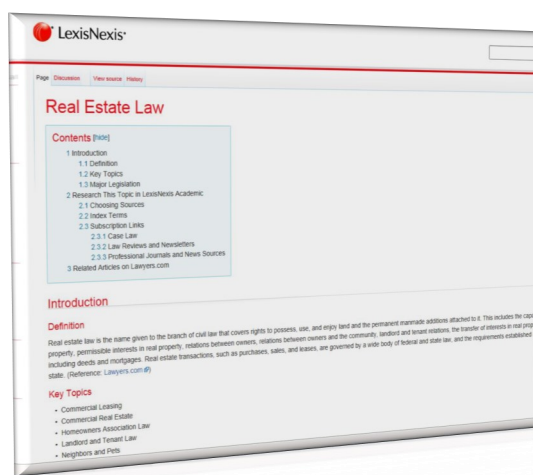 LexisNexis®
Page Discussion View source History
Real Estate Law
Contents [hide]
1 Introduction
1.1 Definition
1.2 Key Topics
1.3 Major Legislation
2 Research This Topic in LexisNexis Academic
2.1 Choosing Sources
2.2 Index Terms
2.3 Subscription Links
2.3.1 Case Law
2.3.2 Law Reviews and Newsletters
2.3.3 Professional Journals and News Sources
3 Related Articles on Lawyers.com
Introduction
Definition
Real estate law is the name given to the branch of civil law that covers rights to possess, use, and enjoy land and the permanent manmade additions attached to it. This includes the cap
property, permissible interests in real property, relations between owners, relations between owners and the community, landlord and tenant relations, the transfer of interests in real prop
including deeds and mortgages. Real estate transactions, such as purchases, sales, and leases, are governed by a wide body of federal and state law, and the requirements established
state. (Reference: Lawyers.com)
Key Topics
• Commercial Leasing
• Commercial Real Estate
• Homeowners Association Law
• Landlord and Tenant Law
• Neighbors and Pets